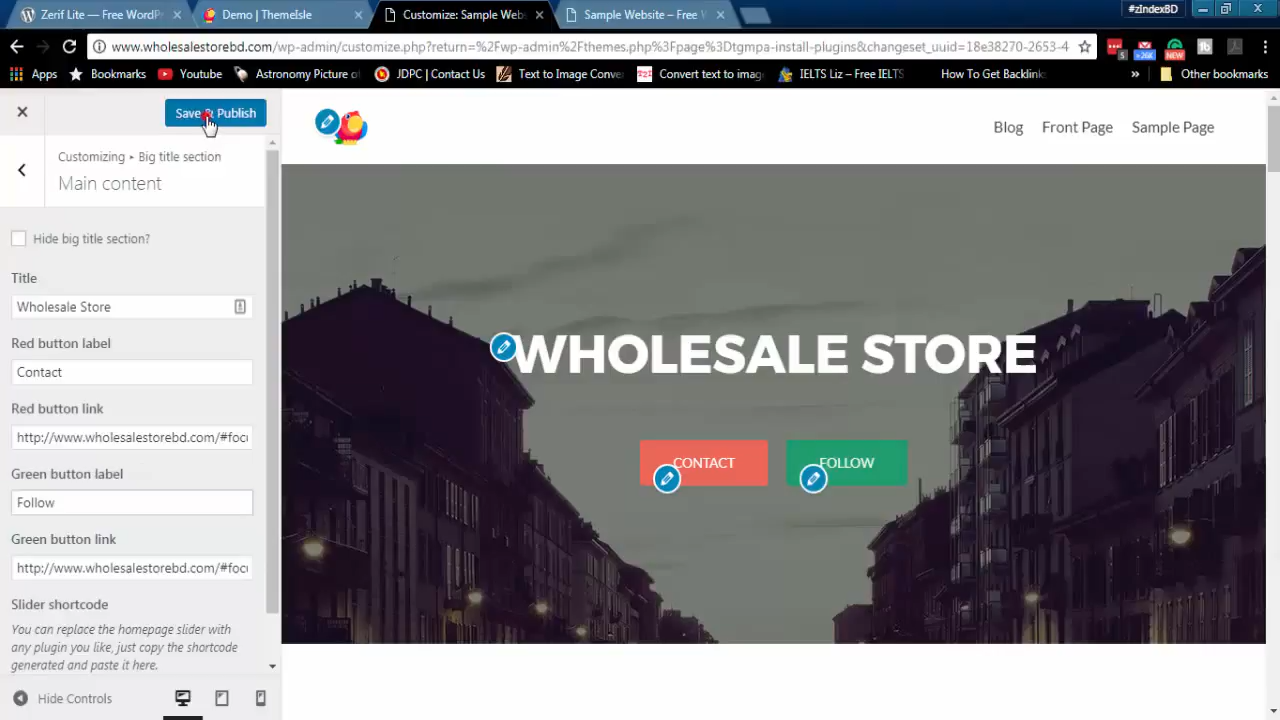 Zerif Lite – Free WordP
Demo | ThemeIsle
Customize: Sample Web
Sample Website – Free W
#zIndexBD
www.wholesalestorebd.com/wp-admin/customize.php?return=%2Fwp-admin%2Fthemes.php%3Fpage%3Dtgmpa-install-plugins&changeset_uuid=18e38270-2653-4
5
+26K
NEW
Apps
Bookmarks
Youtube
Astronomy Picture of
JDPC | Contact Us
Text to Image Conve
Convert text to imag
IELTS Liz – Free IELTS
How To Get Backlink
»
Other bookmarks
Save & Publish
Customizing ▸ Big title section
Main content
Hide big title section?
Title
Wholesale Store
Red button label
Contact
Red button link
http://www.wholesalestorebd.com/#focu
Green button label
Follow
Green button link
http://www.wholesalestorebd.com/#focu
Slider shortcode
You can replace the homepage slider with
any plugin you like, just copy the shortcode
generated and paste it here.
Hide Controls
Blog
Front Page
Sample Page
WHOLESALE STORE
CONTACT
FOLLOW